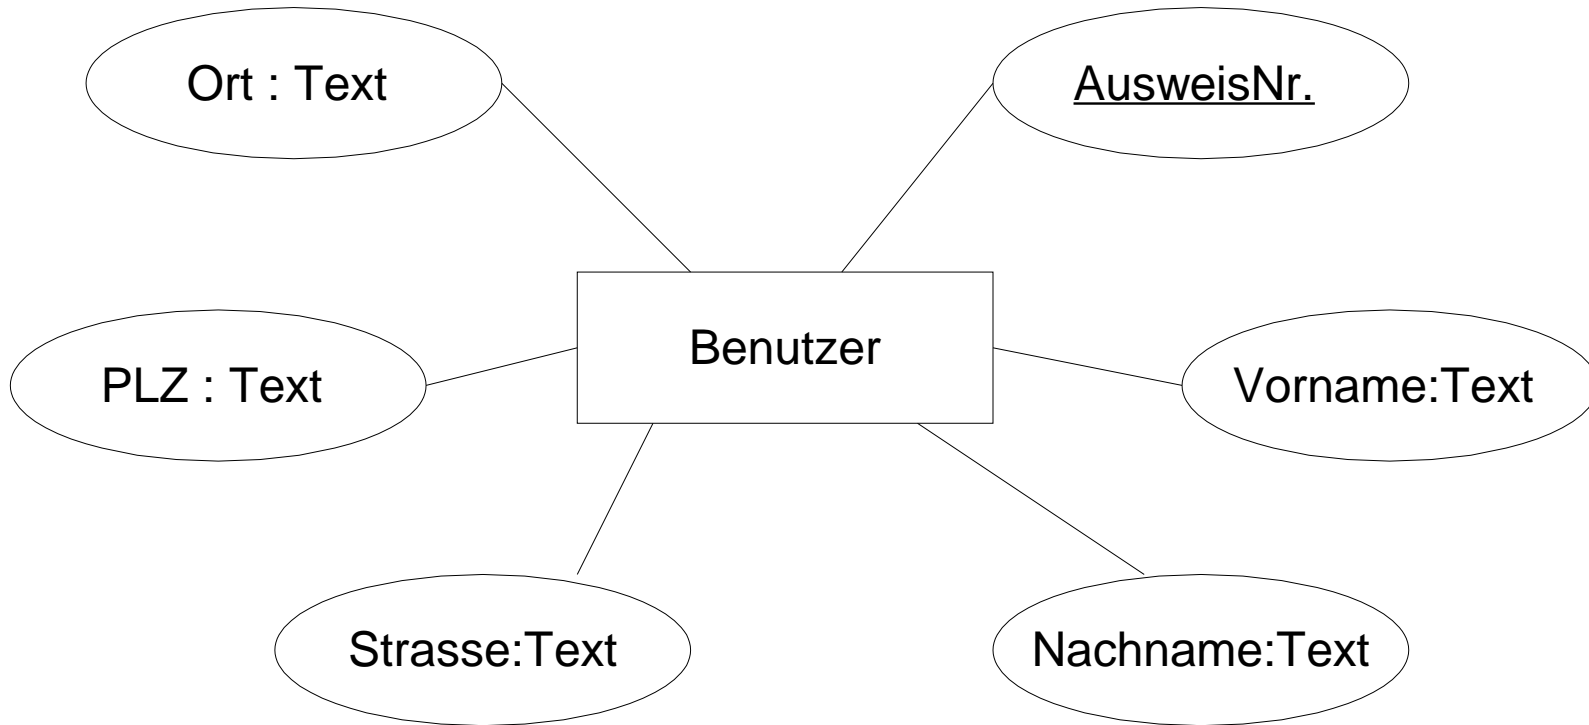 Ort : Text
AusweisNr.
Benutzer
PLZ : Text
Vorname:Text
Strasse:Text
Nachname:Text